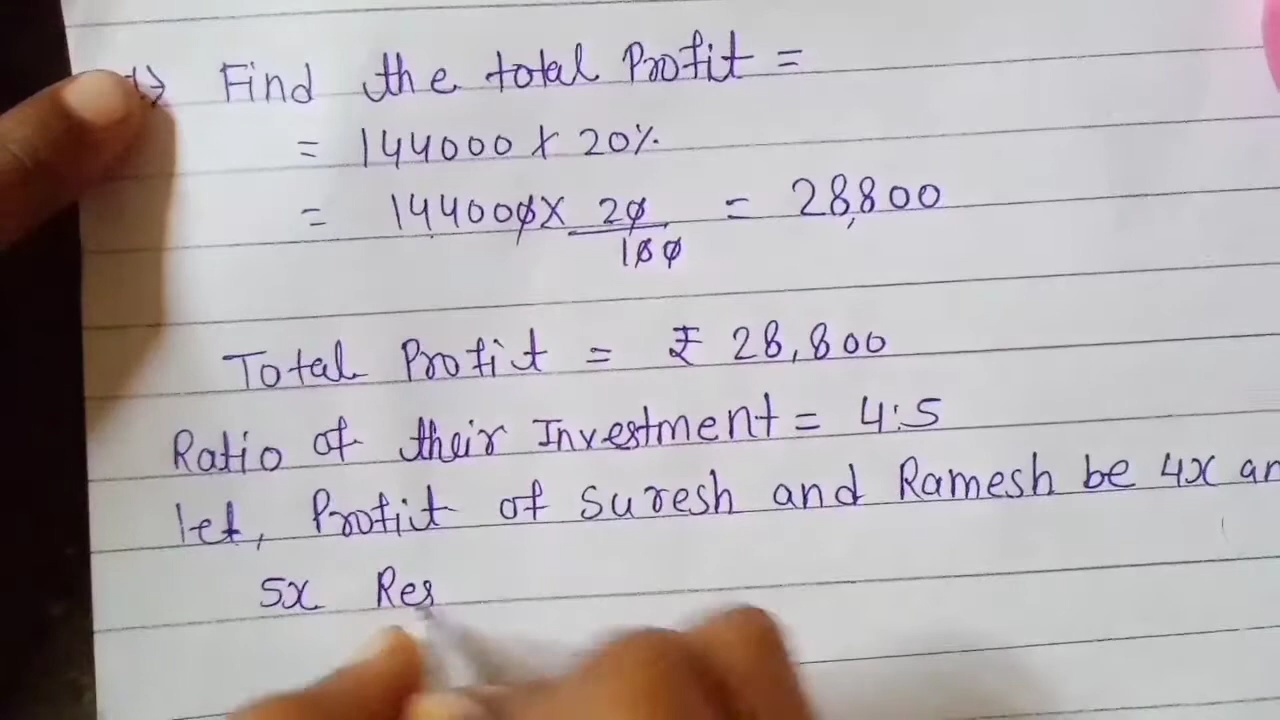 1) Find the total Profit =
= 144000 x 20%
= 144000 x 20/100 = 28,800
Total Profit = ₹ 28,800
Ratio of their Investment = 4:5
let, Profit of Suresh and Ramesh be 4x an
5x Res